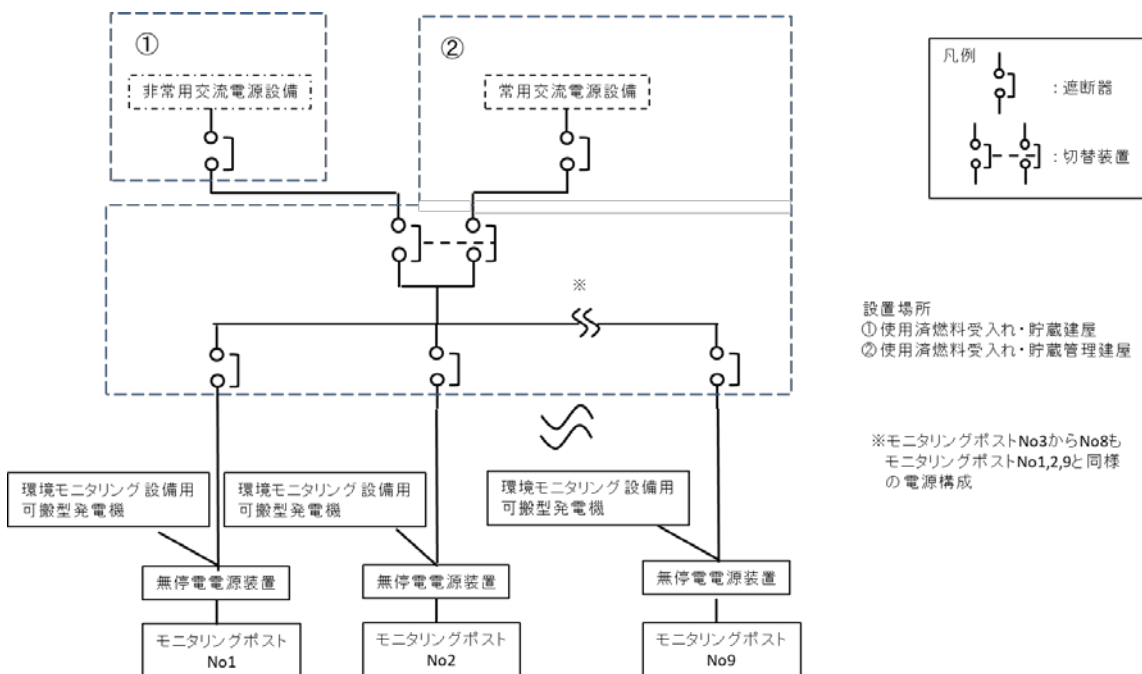 ①
非常用交流電源設備
②
常用交流電源設備
凡例
：遮断器
：切替装置
※
設置場所
①使用済燃料受入れ・貯蔵建屋
②使用済燃料受入れ・貯蔵管理建屋
※モニタリングポストNo3からNo8も
モニタリングポストNo1,2,9と同様
の電源構成
環境モニタリング設備用
可搬型発電機
環境モニタリング設備用
可搬型発電機
環境モニタリング設備用
可搬型発電機
無停電電源装置
無停電電源装置
無停電電源装置
モニタリングポスト
No1
モニタリングポスト
No2
モニタリングポスト
No9